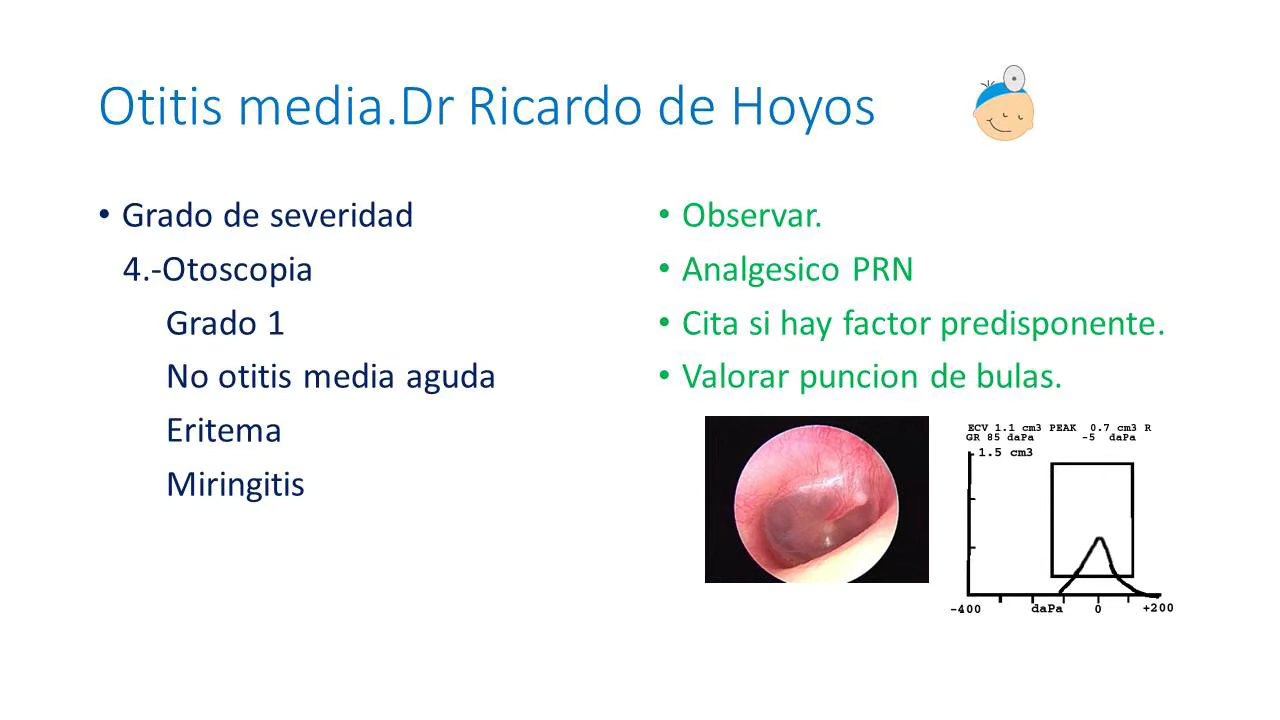 Otitis media.Dr Ricardo de Hoyos
• Grado de severidad
4.-Otoscopia
Grado 1
No otitis media aguda
Eritema
Miringitis
• Observar.
• Analgesico PRN
• Cita si hay factor predisponente.
• Valorar puncion de bulas.
ECV 1.1 cm3 PEAK 0.7 cm3 R
GR 85 daPa -5 daPa
1.5 cm3
-400 daPa 0 +200